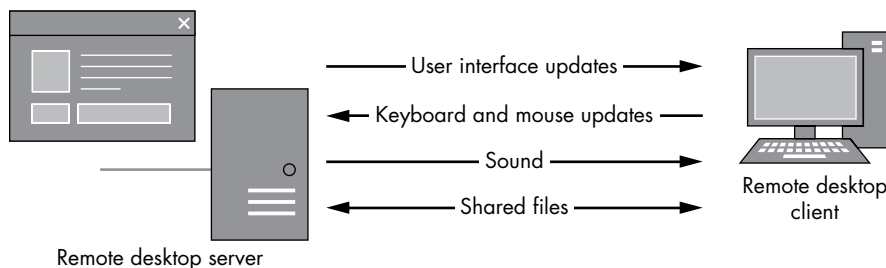 User interface updates
Keyboard and mouse updates
Sound
Shared files
Remote desktop server
Remote desktop
client